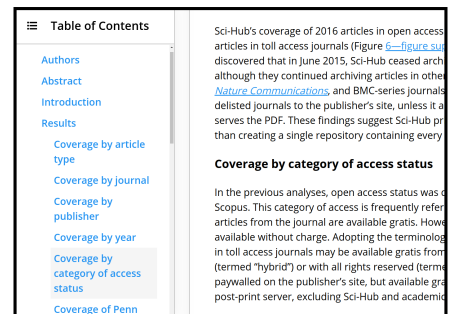 Table of Contents
Authors
Abstract
Introduction
Results
Coverage by article
type
Coverage by journal
Coverage by
publisher
Coverage by year
Coverage by
category of access
status
Coverage of Penn
Sci-Hub's coverage of 2016 articles in open access
articles in toll access journals (Figure 6—figure sup
discovered that in June 2015, Sci-Hub ceased arch
although they continued archiving articles in othe
Nature Communications, and BMC-series journals
delisted journals to the publisher's site, unless it a
serves the PDF. These findings suggest Sci-Hub pr
than creating a single repository containing every
Coverage by category of access status
In the previous analyses, open access status was
Scopus. This category of access is frequently refer
articles from the journal are available gratis. Howe
available without charge. Adopting the terminolog
in toll access journals may be available gratis from
(termed “hybrid”) or with all rights reserved (terme
paywalled on the publisher's site, but available gra
post-print server, excluding Sci-Hub and academic